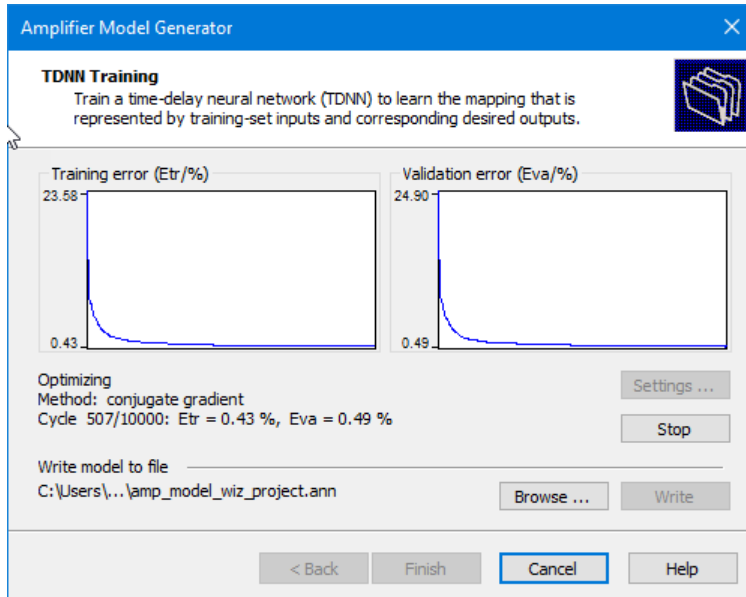 Amplifier Model Generator
TDNN Training
Train a time-delay neural network (TDNN) to learn the mapping that is
represented by training-set inputs and corresponding desired outputs.
Training error (Etr/%)
23.58
0.43
Validation error (Eva/%)
24.90
0.49
Optimizing
Method: conjugate gradient
Cycle 507/10000: Etr = 0.43 %, Eva = 0.49 %
Settings ...
Stop
Write model to file
C:\Users\...\amp_model_wiz_project.ann
Browse ...
Write
< Back
Finish
Cancel
Help